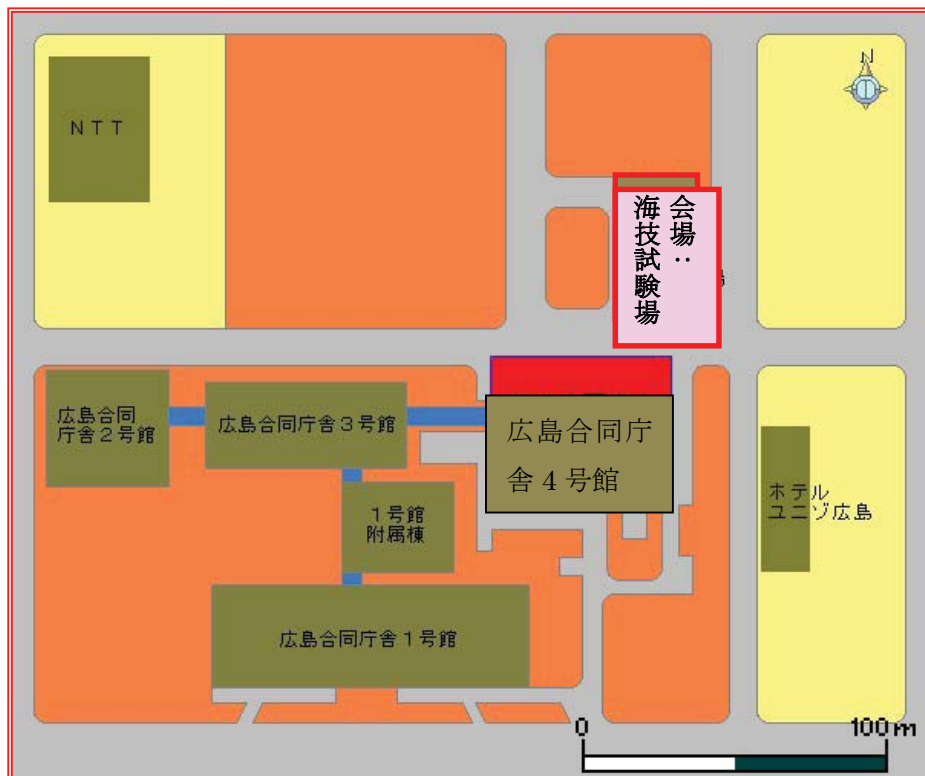 NTT
N
会場：
海技試験場
場
広島合同
庁舎2号館
広島合同庁舎3号館
広島合同庁
舎4号館
1号館
附属棟
ホテル
ユニゾ広島
広島合同庁舎1号館
0
100m